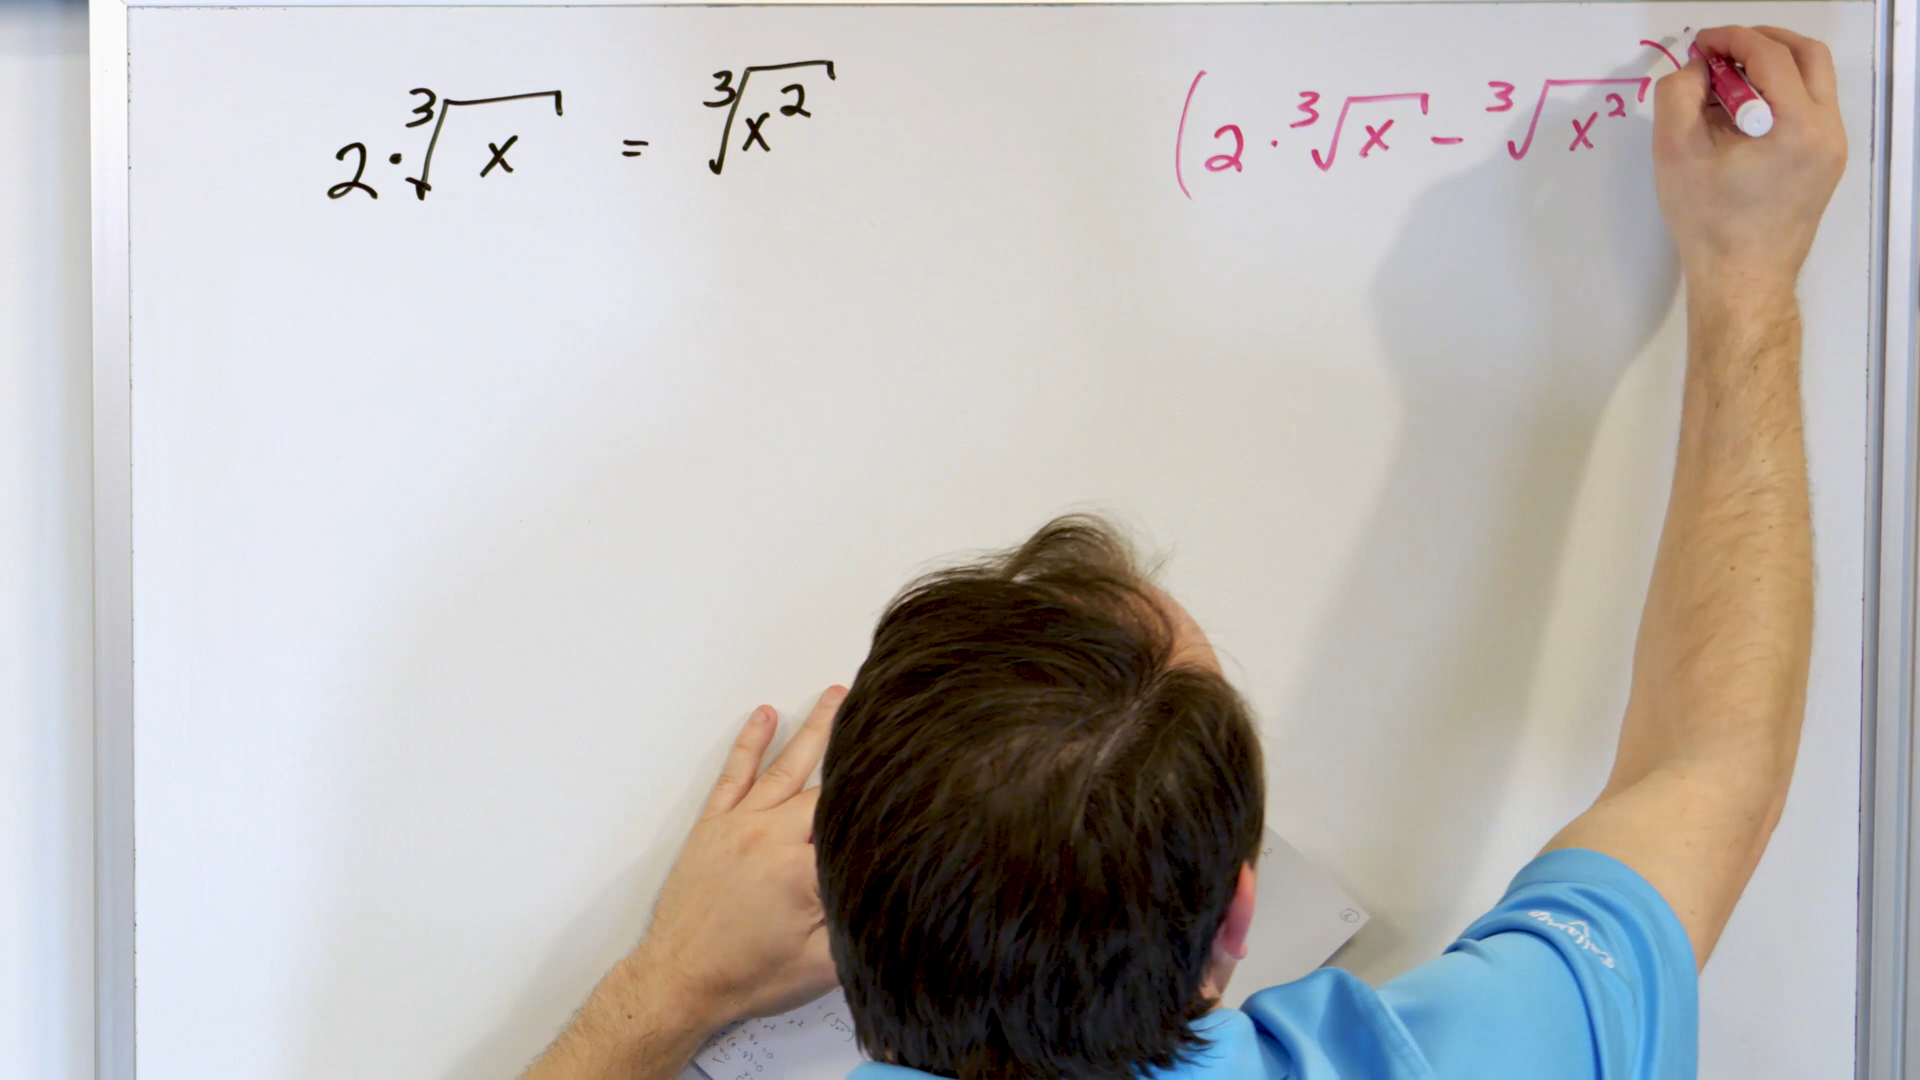 2·∛x = ∛x²
(2·∛x - ∛x²)